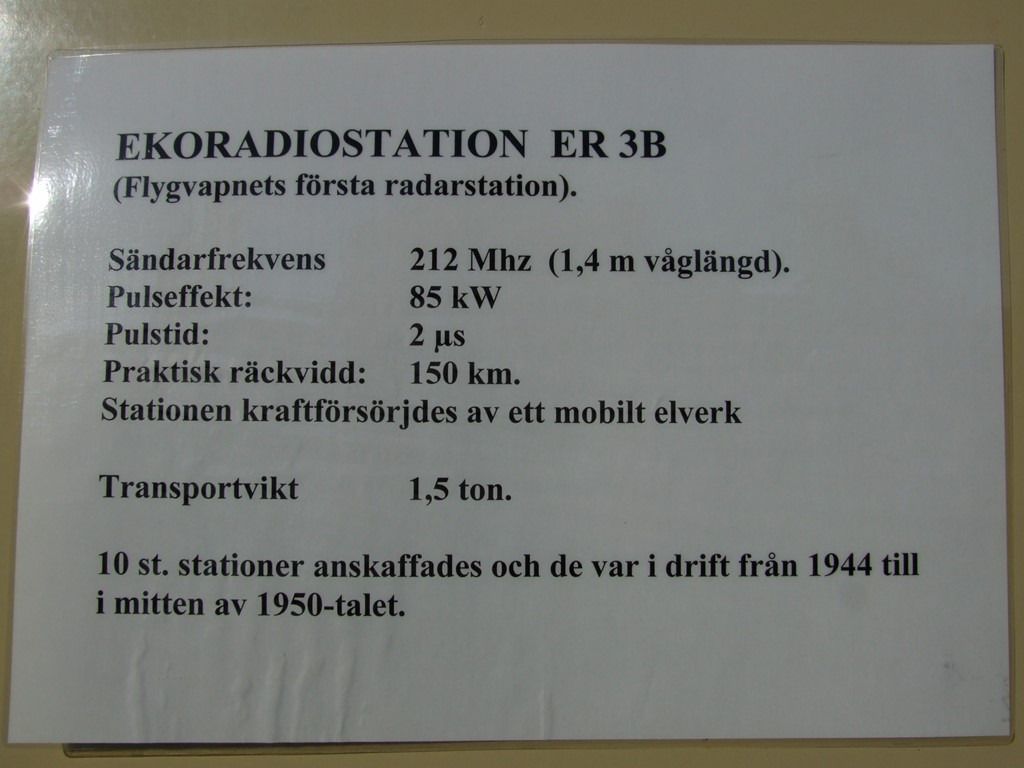 EKORADIOSTATION ER 3B
(Flygvapnets första radarstation).
Sändarfrekvens 212 Mhz (1,4 m våglängd).
Pulseffekt: 85 kW
Pulstid: 2 µs
Praktisk räckvidd: 150 km.
Stationen kraftförsörjdes av ett mobilt elverk
Transportvikt 1,5 ton.
10 st. stationer anskaffades och de var i drift från 1944 till
i mitten av 1950-talet.